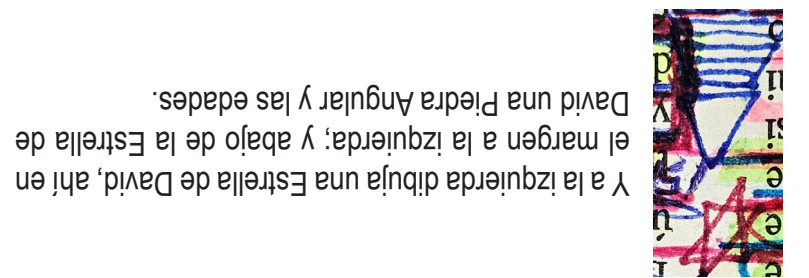 Y a la izquierda dibuja una Estrella de David, ahí en
el margen a la izquierda; y abajo de la Estrella de
David una Piedra Angular y las edades.